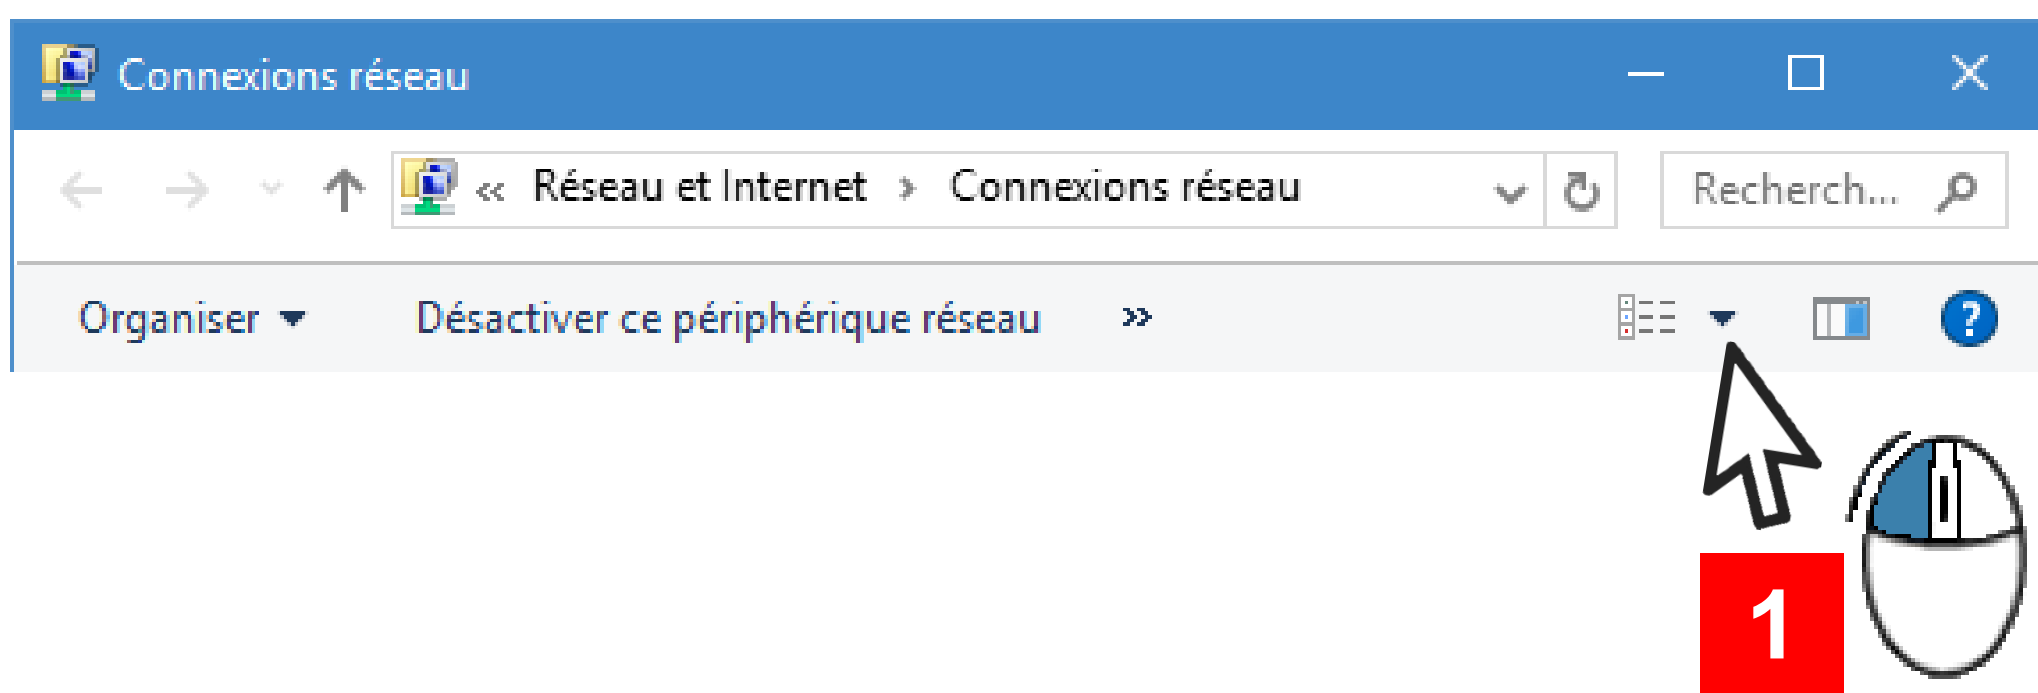 Connexions réseau
« Réseau et Internet › Connexions réseau Recherch...
Organiser Désactiver ce périphérique réseau » ?
1